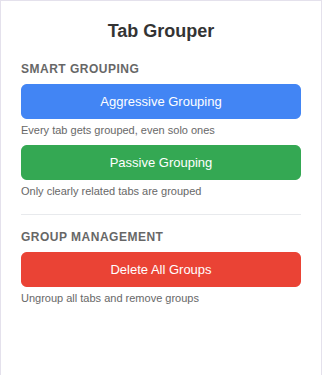 Tab Grouper
SMART GROUPING
Aggressive Grouping
Every tab gets grouped, even solo ones
Passive Grouping
Only clearly related tabs are grouped
GROUP MANAGEMENT
Delete All Groups
Ungroup all tabs and remove groups